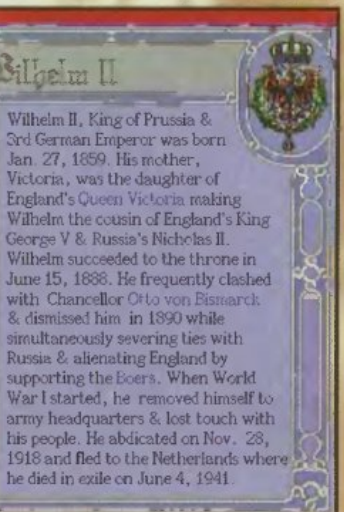 Wilhelm II
Wilhelm II, King of Prussia &
3rd German Emperor was born
Jan. 27, 1859. His mother,
Victoria, was the daughter of
England's Queen Victoria making
Wilhelm the cousin of England's King
George V & Russia's Nicholas II.
Wilhelm succeeded to the throne in
June 15, 1888. He frequently clashed
with Chancellor Otto von Bismarck
& dismissed him in 1890 while
simultaneously severing ties with
Russia & alienating England by
supporting the Boers. When World
War I started, he removed himself to
army headquarters & lost touch with
his people. He abdicated on Nov. 28,
1918 and fled to the Netherlands where
he died in exile on June 4, 1941.